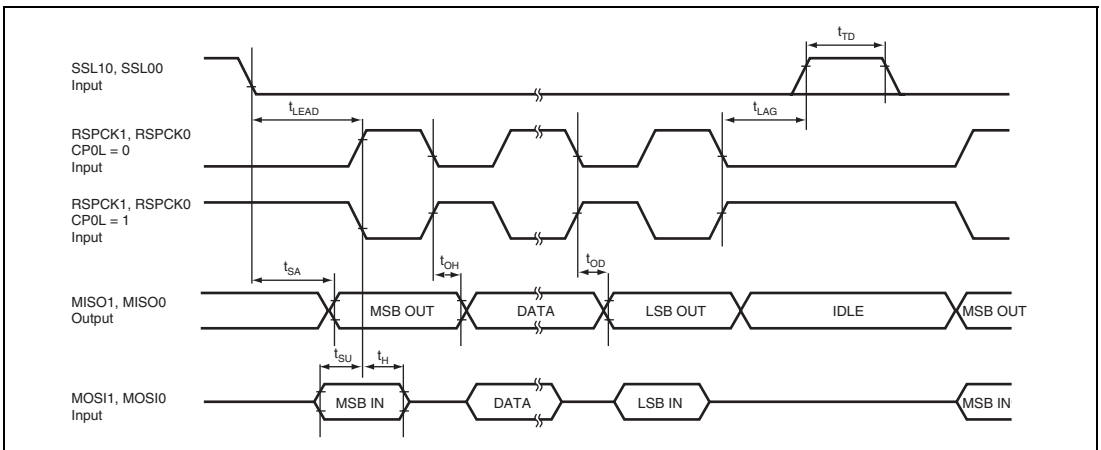 t_TD
SSL10, SSL00
Input
t_LEAD
t_LAG
RSPCK1, RSPCK0
CP0L = 0
Input
RSPCK1, RSPCK0
CP0L = 1
Input
t_SA
t_OH
t_OD
MISO1, MISO0
Output
MSB OUT
DATA
LSB OUT
IDLE
MSB OUT
t_SU
t_H
MOSI1, MOSI0
Input
MSB IN
DATA
LSB IN
MSB IN